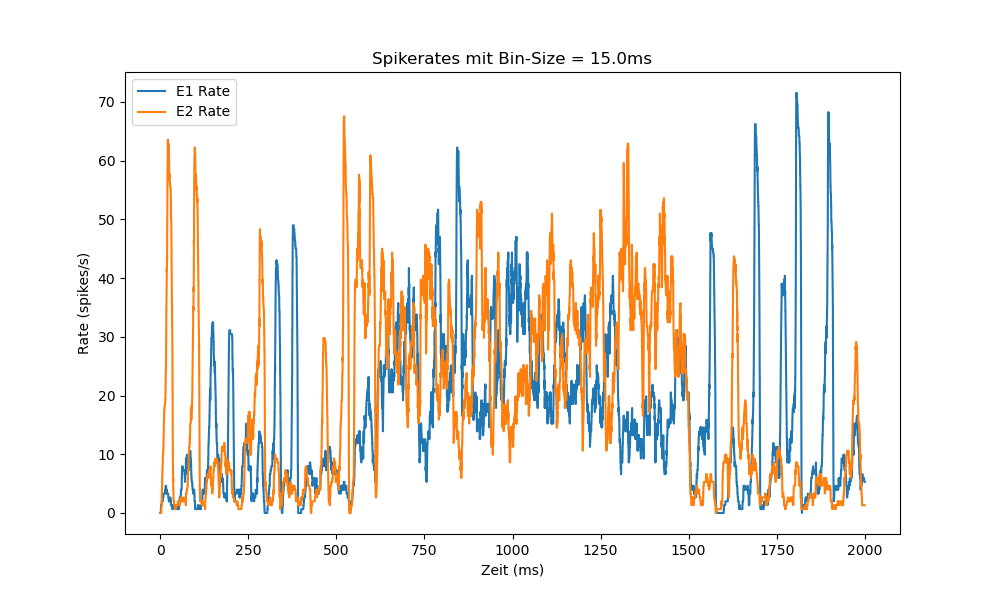 Spikerates mit Bin-Size = 15.0ms
E1 Rate
E2 Rate
Rate (spikes/s)
70
60
50
40
30
20
10
0
0 250 500 750 1000 1250 1500 1750 2000
Zeit (ms)